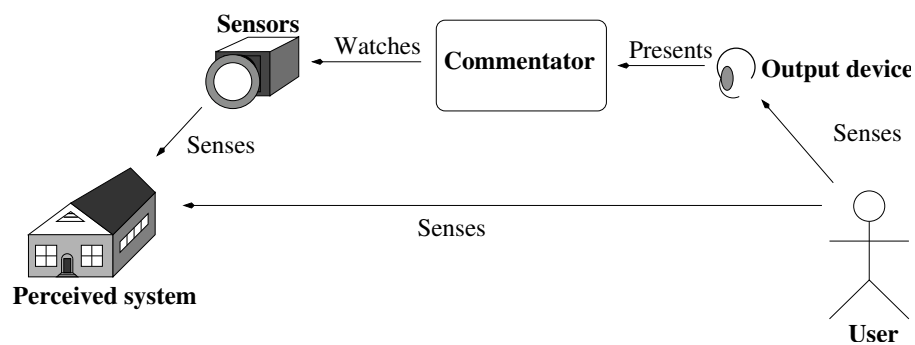 Sensors
Watches
Commentator
Presents
Output device
Senses
Senses
Senses
Perceived system
User